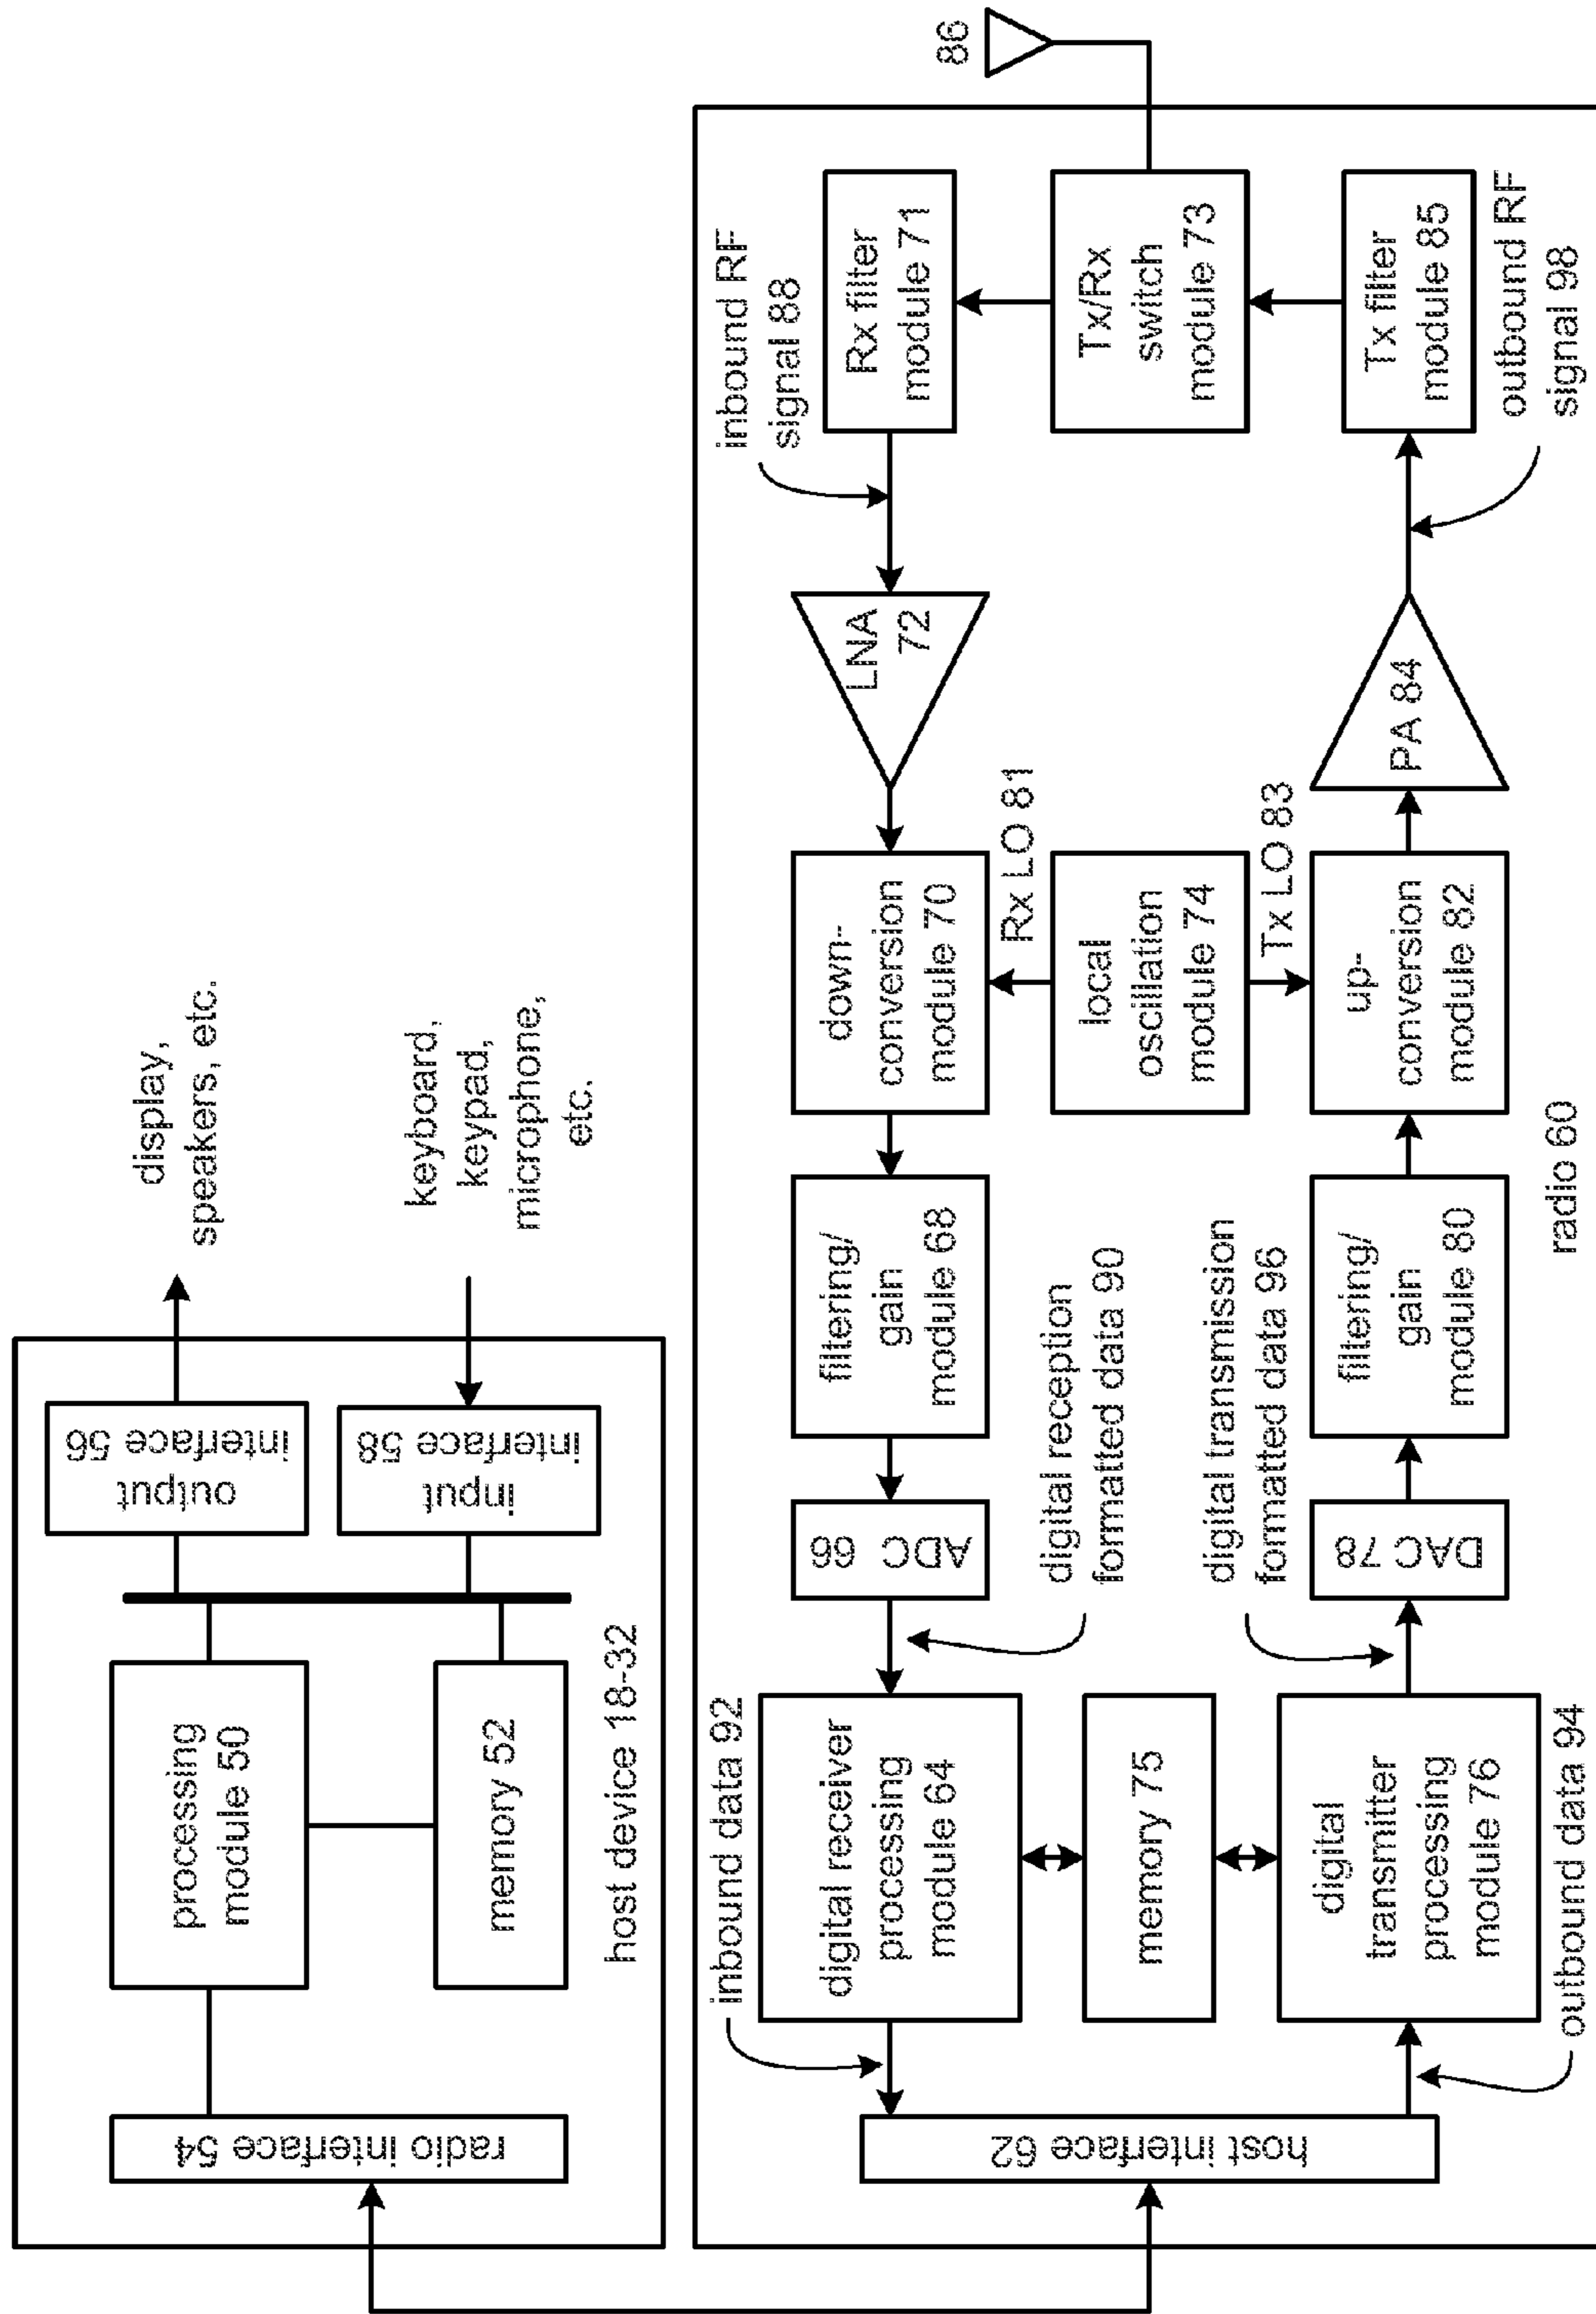 radio interface 54
processing
module 50
memory 52
output
interface 56
input
interface 58
display,
speakers, etc.
keyboard,
keypad,
microphone,
etc.
host device 18-32
host interface 62
inbound data 92
digital receiver
processing
module 64
memory 75
digital
transmitter
processing
module 76
outbound data 94
ADC 66
digital reception
formatted data 90
digital transmission
formatted data 96
DAC 78
filtering/
gain
module 68
filtering/
gain
module 80
down-
conversion
module 70
Rx LO 81
local
oscillation
module 74
Tx LO 83
up-
conversion
module 82
radio 60
LNA
72
PA 84
inbound RF
signal 88
Rx filter
module 71
Tx/Rx
switch
module 73
Tx filter
module 85
outbound RF
signal 98
86